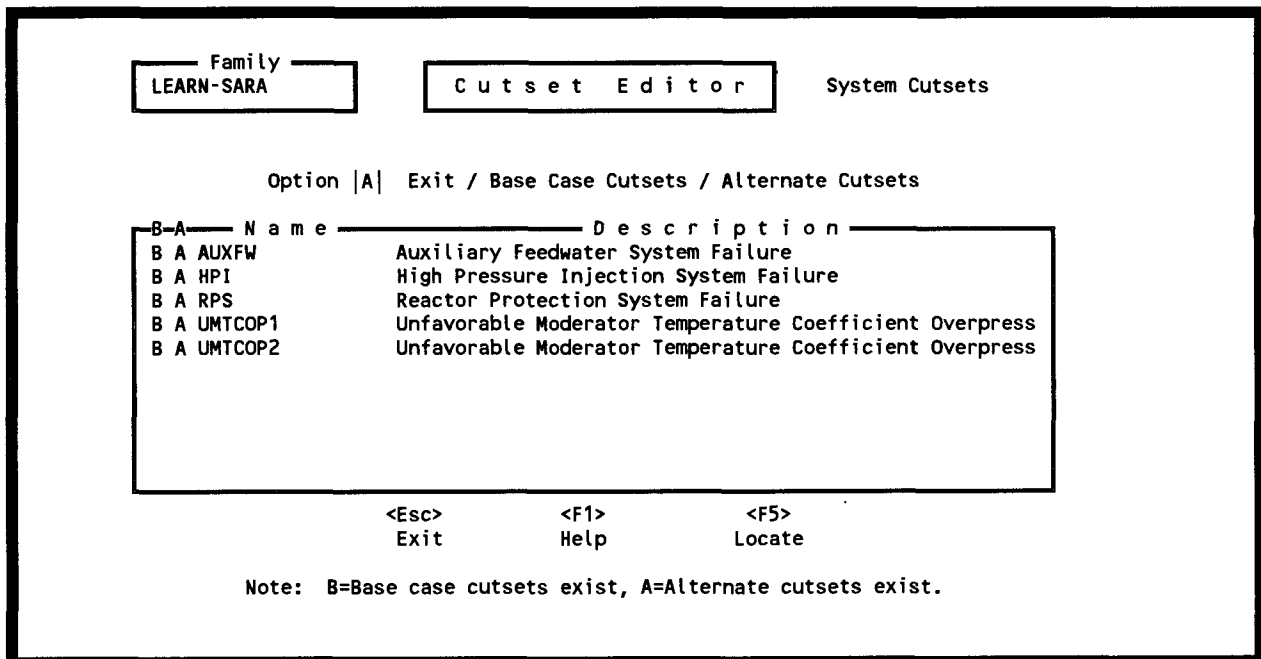 Family
LEARN-SARA
Cutset Editor
System Cutsets
Option |A| Exit / Base Case Cutsets / Alternate Cutsets
B-A Name Description
B A AUXFW Auxiliary Feedwater System Failure
B A HPI High Pressure Injection System Failure
B A RPS Reactor Protection System Failure
B A UMTCOP1 Unfavorable Moderator Temperature Coefficient Overpress
B A UMTCOP2 Unfavorable Moderator Temperature Coefficient Overpress
<Esc> <F1> <F5>
Exit Help Locate
Note: B=Base case cutsets exist, A=Alternate cutsets exist.